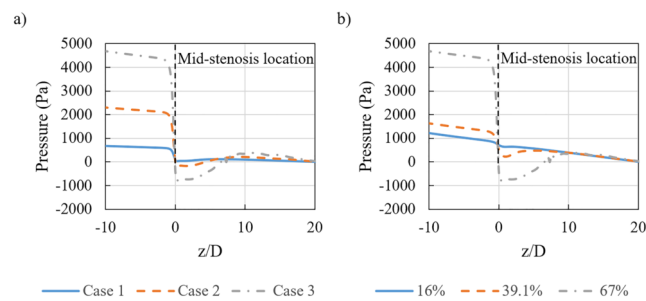 a)
5000
4000
3000
2000
1000
0
-1000
-2000
Pressure (Pa)
Mid-stenosis location
-10 0 10 20
z/D
Case 1 Case 2 Case 3
b)
5000
4000
3000
2000
1000
0
-1000
-2000
Pressure (Pa)
Mid-stenosis location
-10 0 10 20
z/D
16% 39.1% 67%